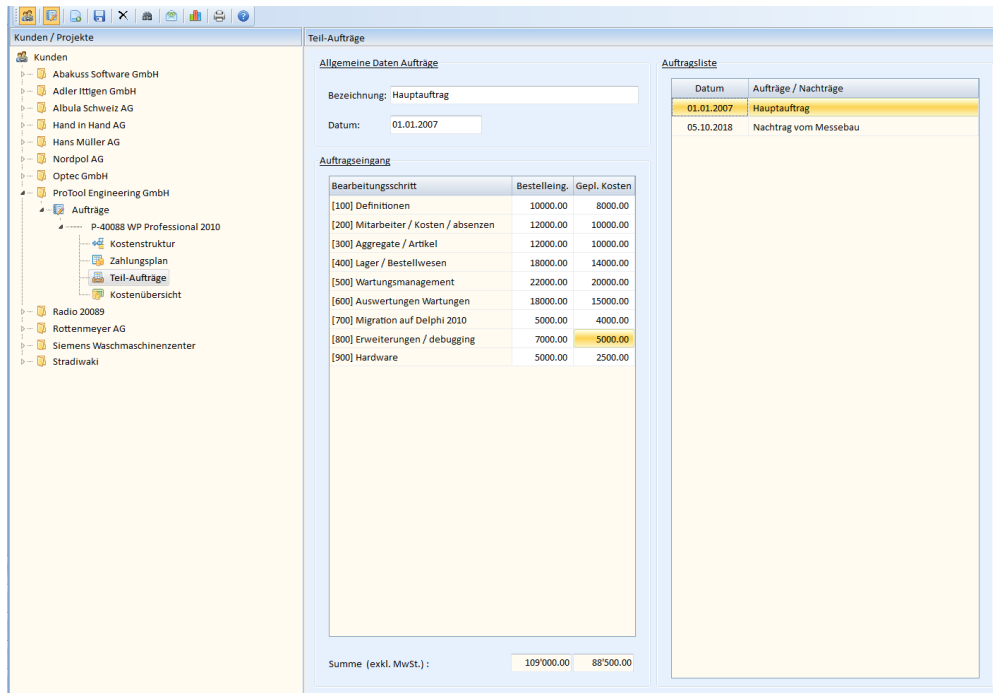 Kunden / Projekte
Kunden
Abakuss Software GmbH
Adler Ittigen GmbH
Albula Schweiz AG
Hand in Hand AG
Hans Müller AG
Nordpol AG
Optec GmbH
ProTool Engineering GmbH
Aufträge
P-40088 WP Professional 2010
Kostenstruktur
Zahlungsplan
Teil-Aufträge
Kostenübersicht
Radio 20089
Rottenmeyer AG
Siemens Waschmaschinenzenter
Stradiwaki
Teil-Aufträge
Allgemeine Daten Aufträge
Bezeichnung: Hauptauftrag
Datum: 01.01.2007
Auftragseingang
Bearbeitungsschritt Bestelleing. Gepl. Kosten
[100] Definitionen 10000.00 8000.00
[200] Mitarbeiter / Kosten / absenzen 12000.00 10000.00
[300] Aggregate / Artikel 12000.00 10000.00
[400] Lager / Bestellwesen 18000.00 14000.00
[500] Wartungsmanagement 22000.00 20000.00
[600] Auswertungen Wartungen 18000.00 15000.00
[700] Migration auf Delphi 2010 5000.00 4000.00
[800] Erweiterungen / debugging 7000.00 5000.00
[900] Hardware 5000.00 2500.00
Summe (exkl. MwSt.) : 109'000.00 88'500.00
Auftragsliste
Datum Aufträge / Nachträge
01.01.2007 Hauptauftrag
05.10.2018 Nachtrag vom Messebau